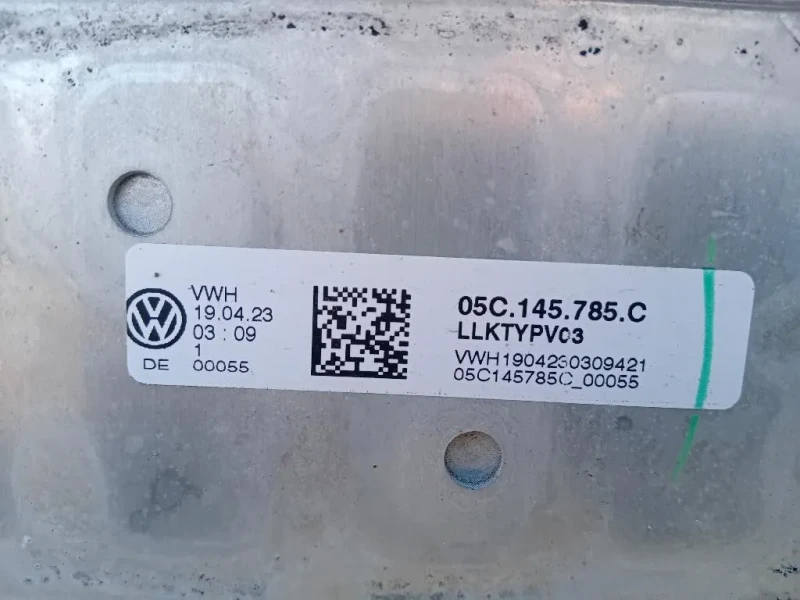 VWH
19.04.23
03 : 09
1
DE 00055
05C.145.785.C
LLKTYPV03
VWH1904230309421
05C145785C_00055